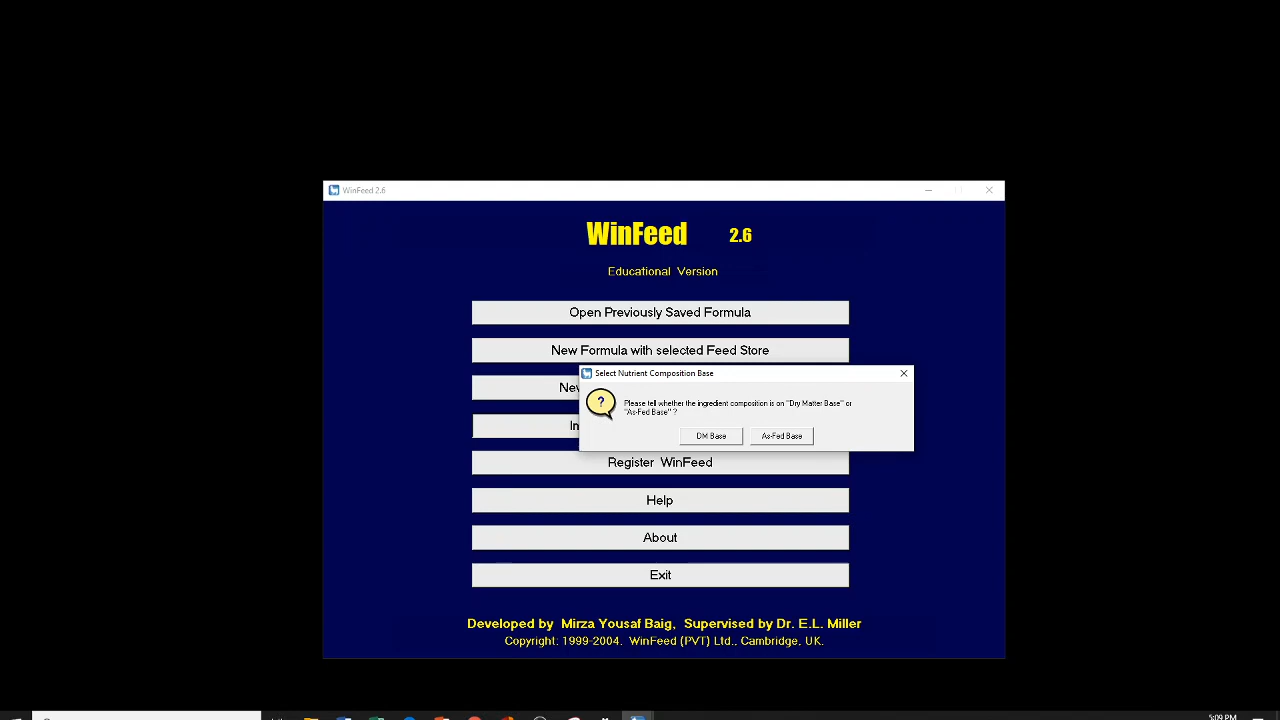 WinFeed 2.6
WinFeed 2.6
Educational Version
Open Previously Saved Formula
New Formula with selected Feed Store
Select Nutrient Composition Base
?
Please tell whether the ingredient composition is on "Dry Matter Base" or
"As-Fed Base" ?
DM Base As-Fed Base
Register WinFeed
Help
About
Exit
Developed by Mirza Yousaf Baig, Supervised by Dr. E.L. Miller
Copyright: 1999-2004. WinFeed (PVT) Ltd., Cambridge, UK.
5:09 PM